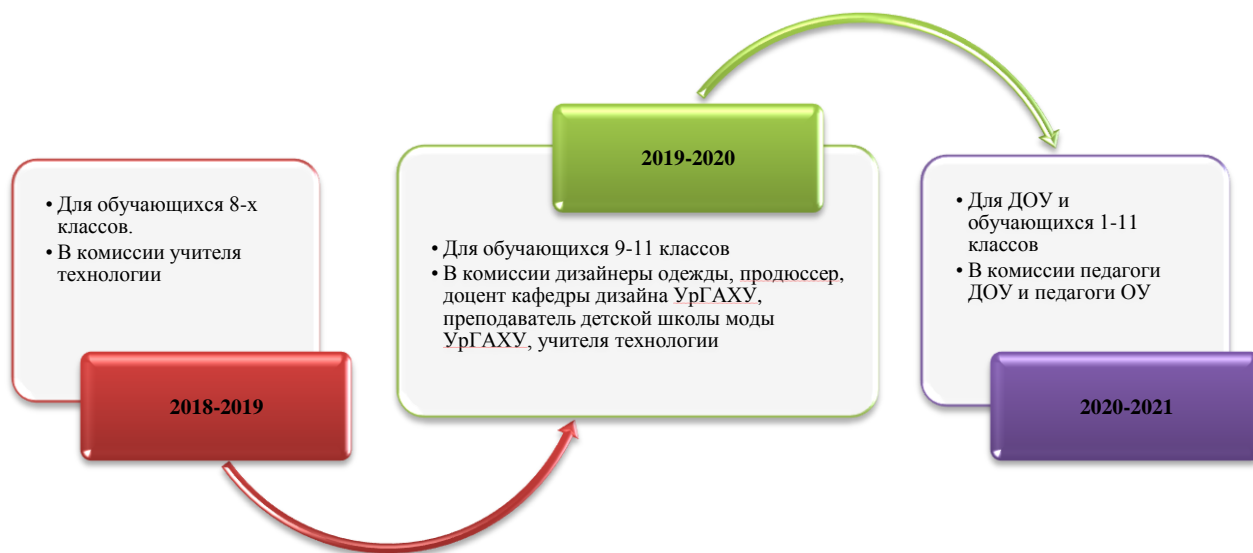 • Для обучающихся 8-х
классов.
• В комиссии учителя
технологии
2018-2019
2019-2020
• Для обучающихся 9-11 классов
• В комиссии дизайнеры одежды, продюссер,
доцент кафедры дизайна УрГАХУ,
преподаватель детской школы моды
УрГАХУ, учителя технологии
• Для ДОУ и
обучающихся 1-11
классов
• В комиссии педагоги
ДОУ и педагоги ОУ
2020-2021